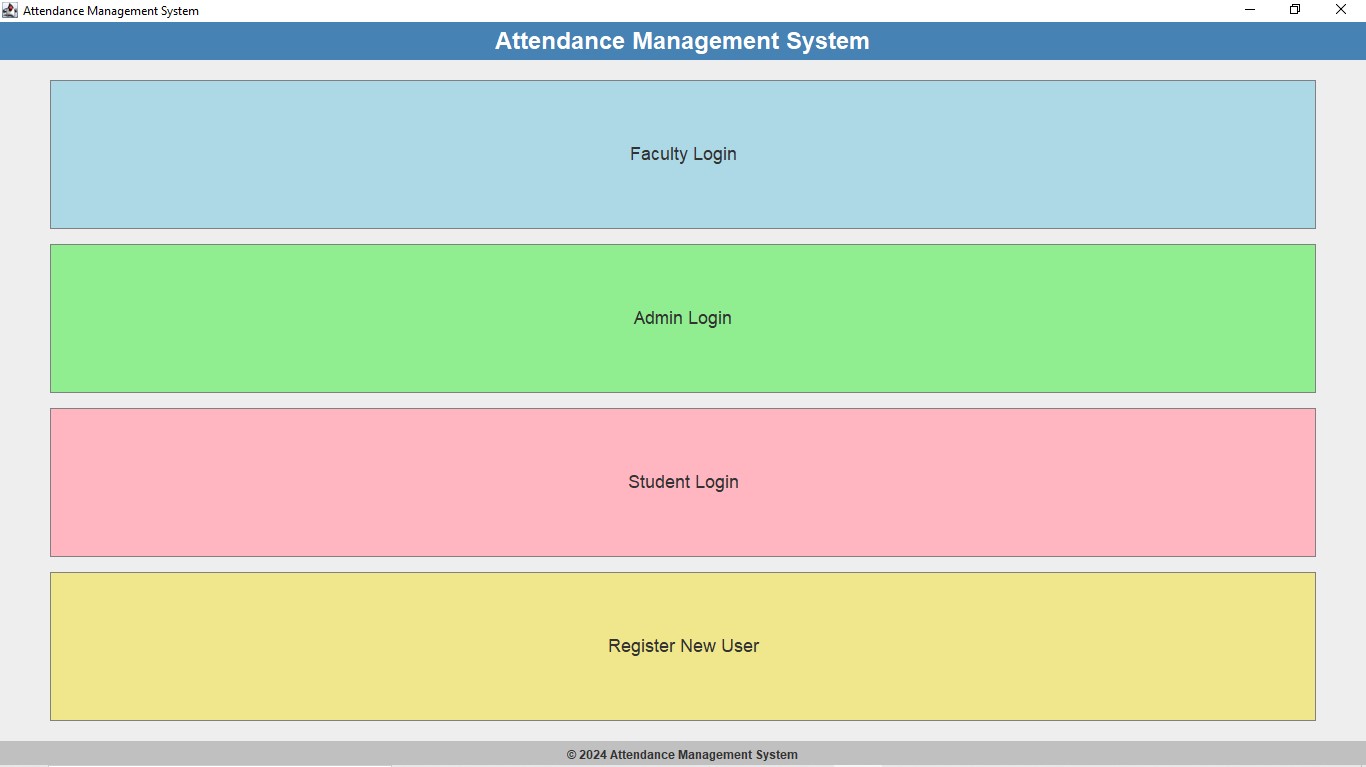 Attendance Management System
Attendance Management System
Faculty Login
Admin Login
Student Login
Register New User
© 2024 Attendance Management System